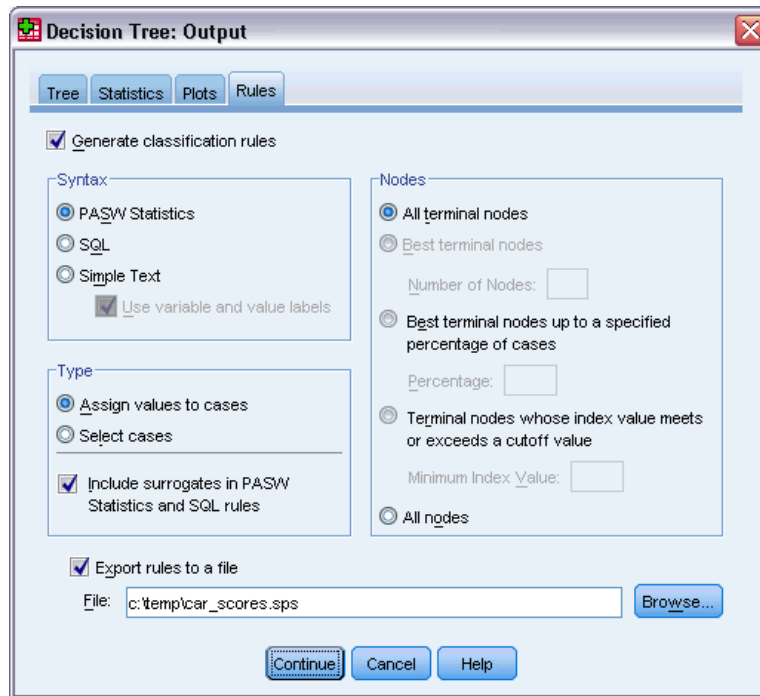 Decision Tree: Output
Tree
Statistics
Plots
Rules
Generate classification rules
Syntax
PASW Statistics
SQL
Simple Text
Use variable and value labels
Type
Assign values to cases
Select cases
Include surrogates in PASW
Statistics and SQL rules
Nodes
All terminal nodes
Best terminal nodes
Number of Nodes:
Best terminal nodes up to a specified
percentage of cases
Percentage:
Terminal nodes whose index value meets
or exceeds a cutoff value
Minimum Index Value:
All nodes
Export rules to a file
File: c:\temp\car_scores.sps
Browse...
Continue
Cancel
Help